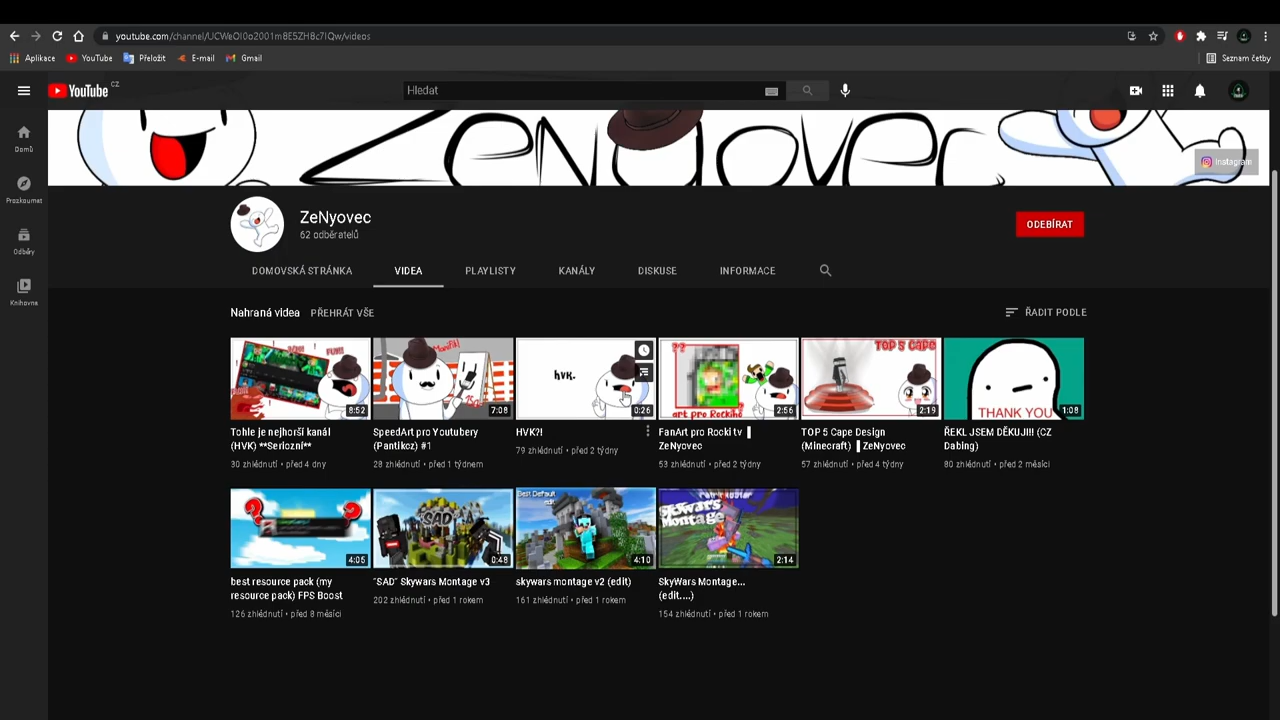 youtube.com/channel/UCWeOl0o2001m8E5ZH8c7IQw/videos
Aplikace YouTube Přeložit E-mail Gmail Seznam četby
YouTube CZ Hledat
Domů
Prozkoumat
Odběry
Knihovna
ZeNyovec
Instagram
ZeNyovec
62 odběratelů
ODEBÍRAT
DOMOVSKÁ STRÁNKA VIDEA PLAYLISTY KANÁLY DISKUSE INFORMACE
Nahraná videa PŘEHRÁT VŠE ŘADIT PODLE
8:52
7:08
hvk.
0:26
??
art pro Rockiho
2:56
TOP 5 CAPE
2:19
THANK YOU
1:08
Tohle je nejhorší kanál
(HVK) **Seriozní**
30 zhlédnutí • před 4 dny
SpeedArt pro Youtubery
(Pantikcz) #1
28 zhlédnutí • před 1 týdnem
HVK?!
79 zhlédnutí • před 2 týdny
FanArt pro Rocki tv ▌
ZeNyovec
53 zhlédnutí • před 2 týdny
TOP 5 Cape Design
(Minecraft) ▌ZeNyovec
57 zhlédnutí • před 4 týdny
ŘEKL JSEM DĚKUJI!!! (CZ
Dabing)
80 zhlédnutí • před 2 měsíci
? ?
4:05
SAD
0:48
Best Default
edit
4:10
SkyWars
Montage
2:14
best resource pack (my
resource pack) FPS Boost
126 zhlédnutí • před 8 měsíci
"SAD" Skywars Montage v3
202 zhlédnutí • před 1 rokem
skywars montage v2 (edit)
161 zhlédnutí • před 1 rokem
SkyWars Montage...
(edit....)
154 zhlédnutí • před 1 rokem